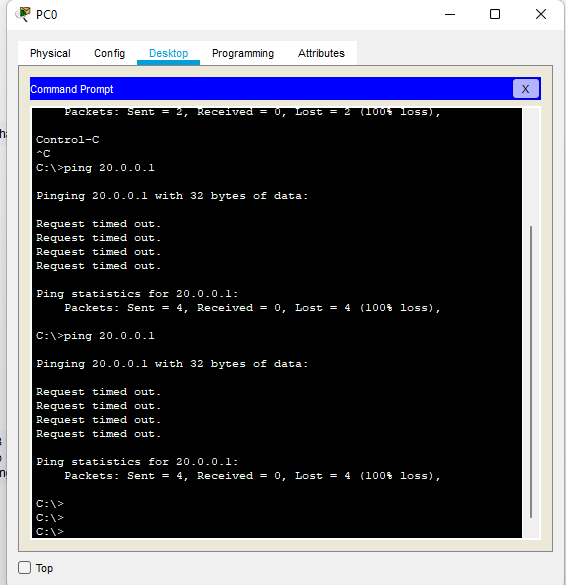 PC0
Physical Config Desktop Programming Attributes
Command Prompt X
Packets: Sent = 2, Received = 0, Lost = 2 (100% loss),
Control-C
^C
C:\>ping 20.0.0.1
Pinging 20.0.0.1 with 32 bytes of data:
Request timed out.
Request timed out.
Request timed out.
Request timed out.
Ping statistics for 20.0.0.1:
Packets: Sent = 4, Received = 0, Lost = 4 (100% loss),
C:\>ping 20.0.0.1
Pinging 20.0.0.1 with 32 bytes of data:
Request timed out.
Request timed out.
Request timed out.
Request timed out.
Ping statistics for 20.0.0.1:
Packets: Sent = 4, Received = 0, Lost = 4 (100% loss),
C:\>
C:\>
C:\>
Top